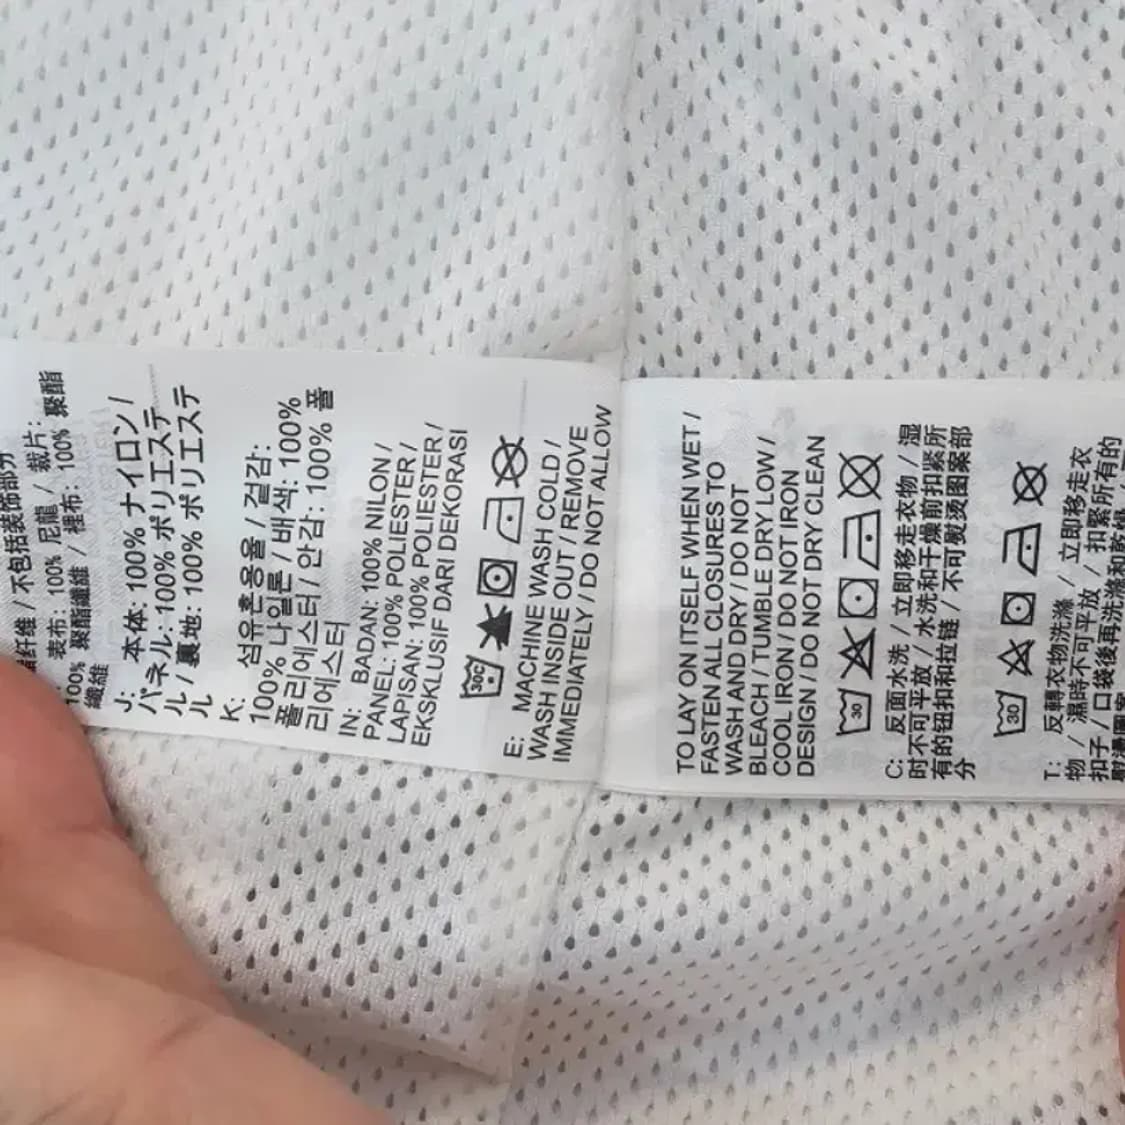 纤维 / 不包括装饰部分
表布: 100% 尼龍 / 裁片:
100% 聚酯纖維 / 裡布: 100% 聚酯
纖維
J: 本体: 100% ナイロン /
パネル: 100% ポリエステ
ル / 裏地: 100% ポリエステ
ル
K: 섬유혼용율 / 겉감:
100% 나일론 / 배색: 100%
폴리에스터 / 안감: 100% 폴
리에스터
IN: BADAN: 100% NILON /
PANEL: 100% POLIESTER /
LAPISAN: 100% POLIESTER /
EKSKLUSIF DARI DEKORASI
30C
E: MACHINE WASH COLD /
WASH INSIDE OUT / REMOVE
IMMEDIATELY / DO NOT ALLOW
TO LAY ON ITSELF WHEN WET /
FASTEN ALL CLOSURES TO
WASH AND DRY / DO NOT
BLEACH / TUMBLE DRY LOW /
COOL IRON / DO NOT IRON
DESIGN / DO NOT DRY CLEAN
30
C: 反面水洗 / 立即移走衣物 / 湿
时不可平放 / 水洗和干燥前扣紧所
有的钮扣和拉链 / 不可熨烫图案部
分
30
T: 反轉衣物洗滌 / 立即移走衣
物 / 濕時不可平放 / 扣緊所有的
扣子 / 口袋後再洗滌和乾燥